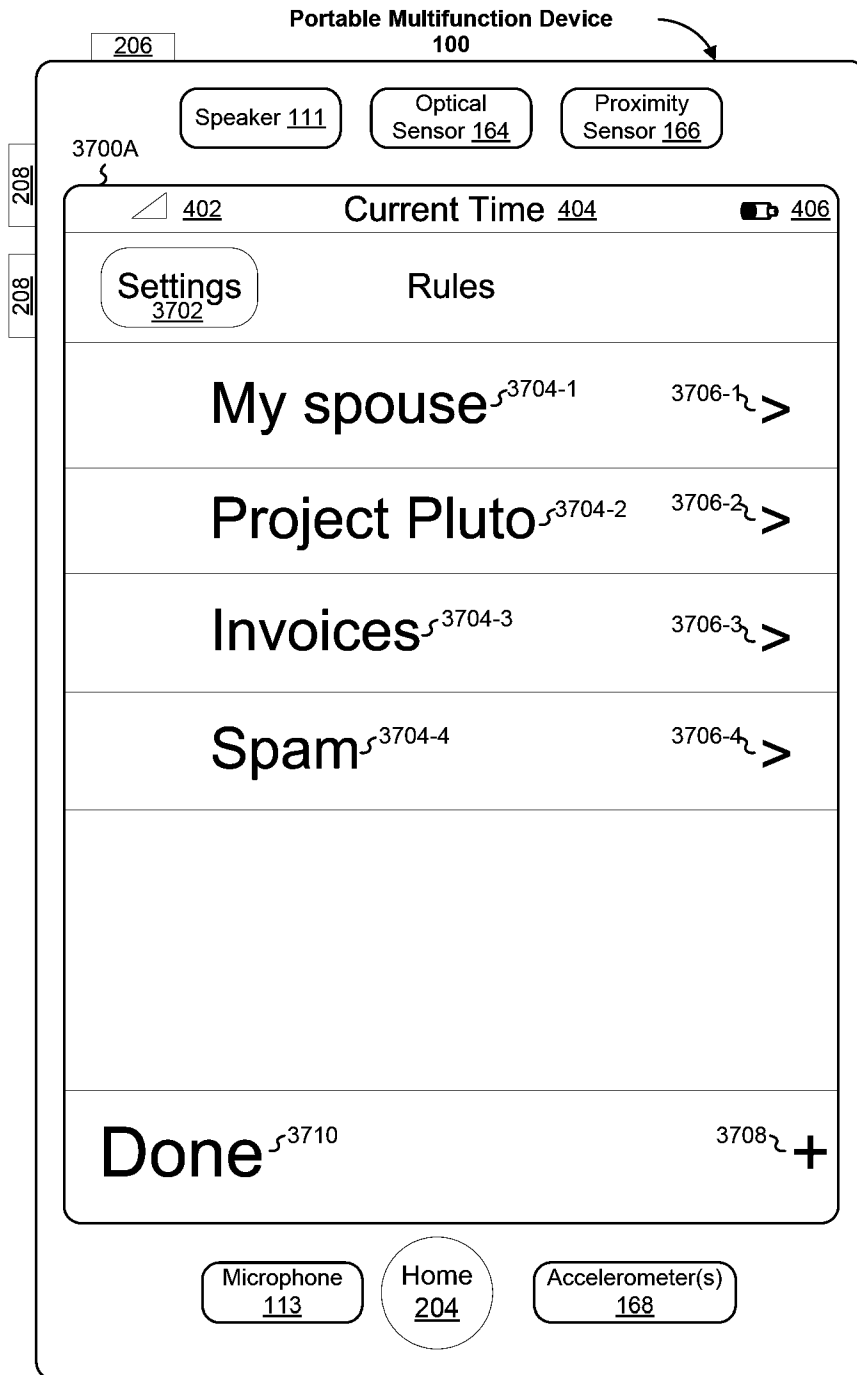 Portable Multifunction Device
100
206
Speaker 111
Optical
Sensor 164
Proximity
Sensor 166
3700A
208
208
402
Current Time 404
406
Settings
3702
Rules
My spouse 3704-1 3706-1 >
Project Pluto 3704-2 3706-2 >
Invoices 3704-3 3706-3 >
Spam 3704-4 3706-4 >
Done 3710 3708 +
Microphone
113
Home
204
Accelerometer(s)
168